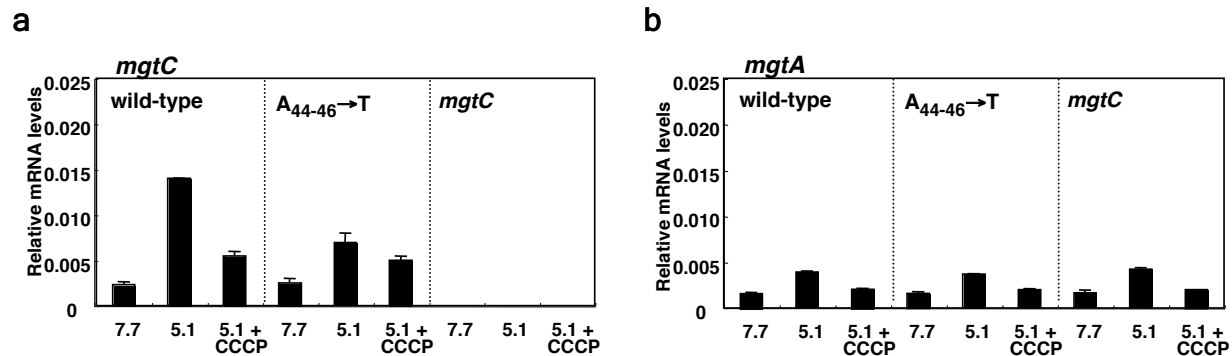 a
mgtC
Relative mRNA levels
0.025
0.020
0.015
0.010
0.005
0
wild-type
A44-46→T
mgtC
7.7 5.1 5.1 + CCCP 7.7 5.1 5.1 + CCCP 7.7 5.1 5.1 + CCCP
b
mgtA
Relative mRNA levels
0.025
0.020
0.015
0.010
0.005
0
wild-type
A44-46→T
mgtC
7.7 5.1 5.1 + CCCP 7.7 5.1 5.1 + CCCP 7.7 5.1 5.1 + CCCP